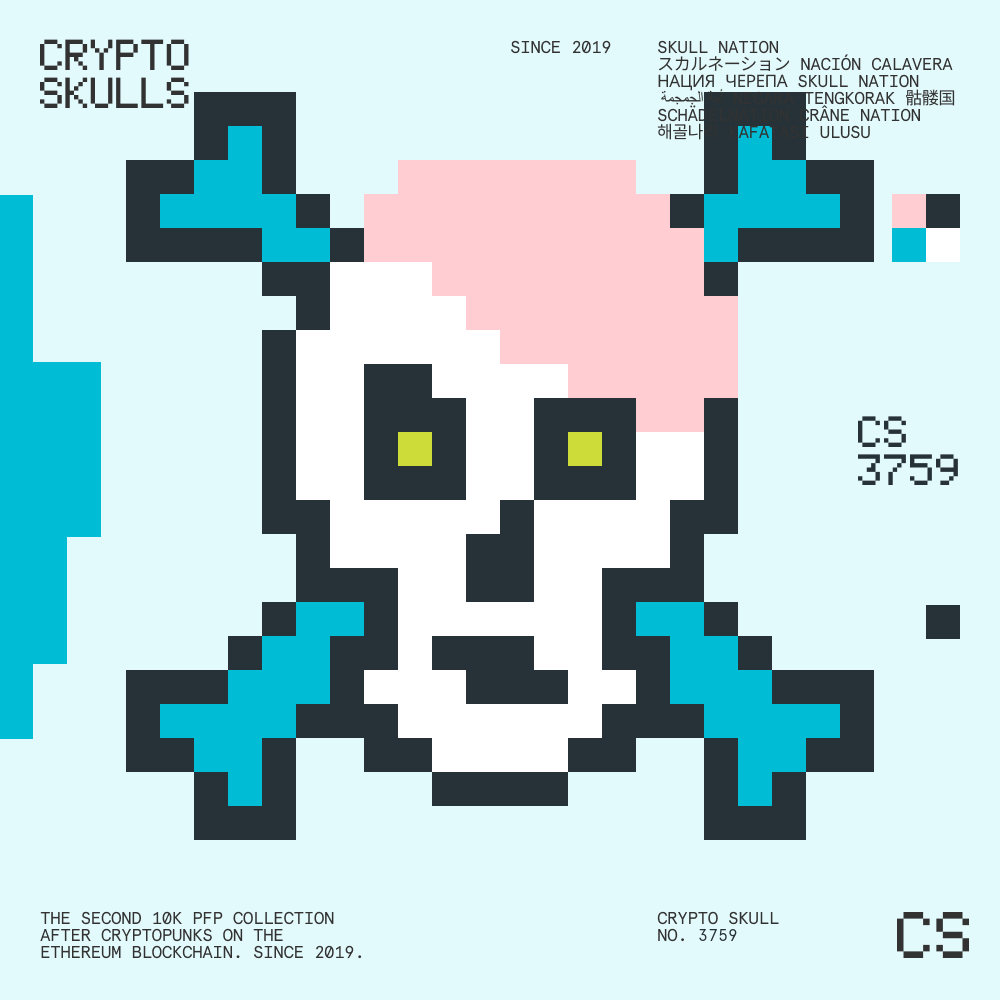 CRYPTO
SKULLS
SINCE 2019
SKULL NATION
スカルネーション NACIÓN CALAVERA
НАЦИЯ ЧЕРЕПА SKULL NATION
الجمجمة TENGKORAK 骷髅国
CRÂNE NATION
ULUSU
CS
3759
THE SECOND 10K PFP COLLECTION
AFTER CRYPTOPUNKS ON THE
ETHEREUM BLOCKCHAIN. SINCE 2019.
CRYPTO SKULL
NO. 3759
CS